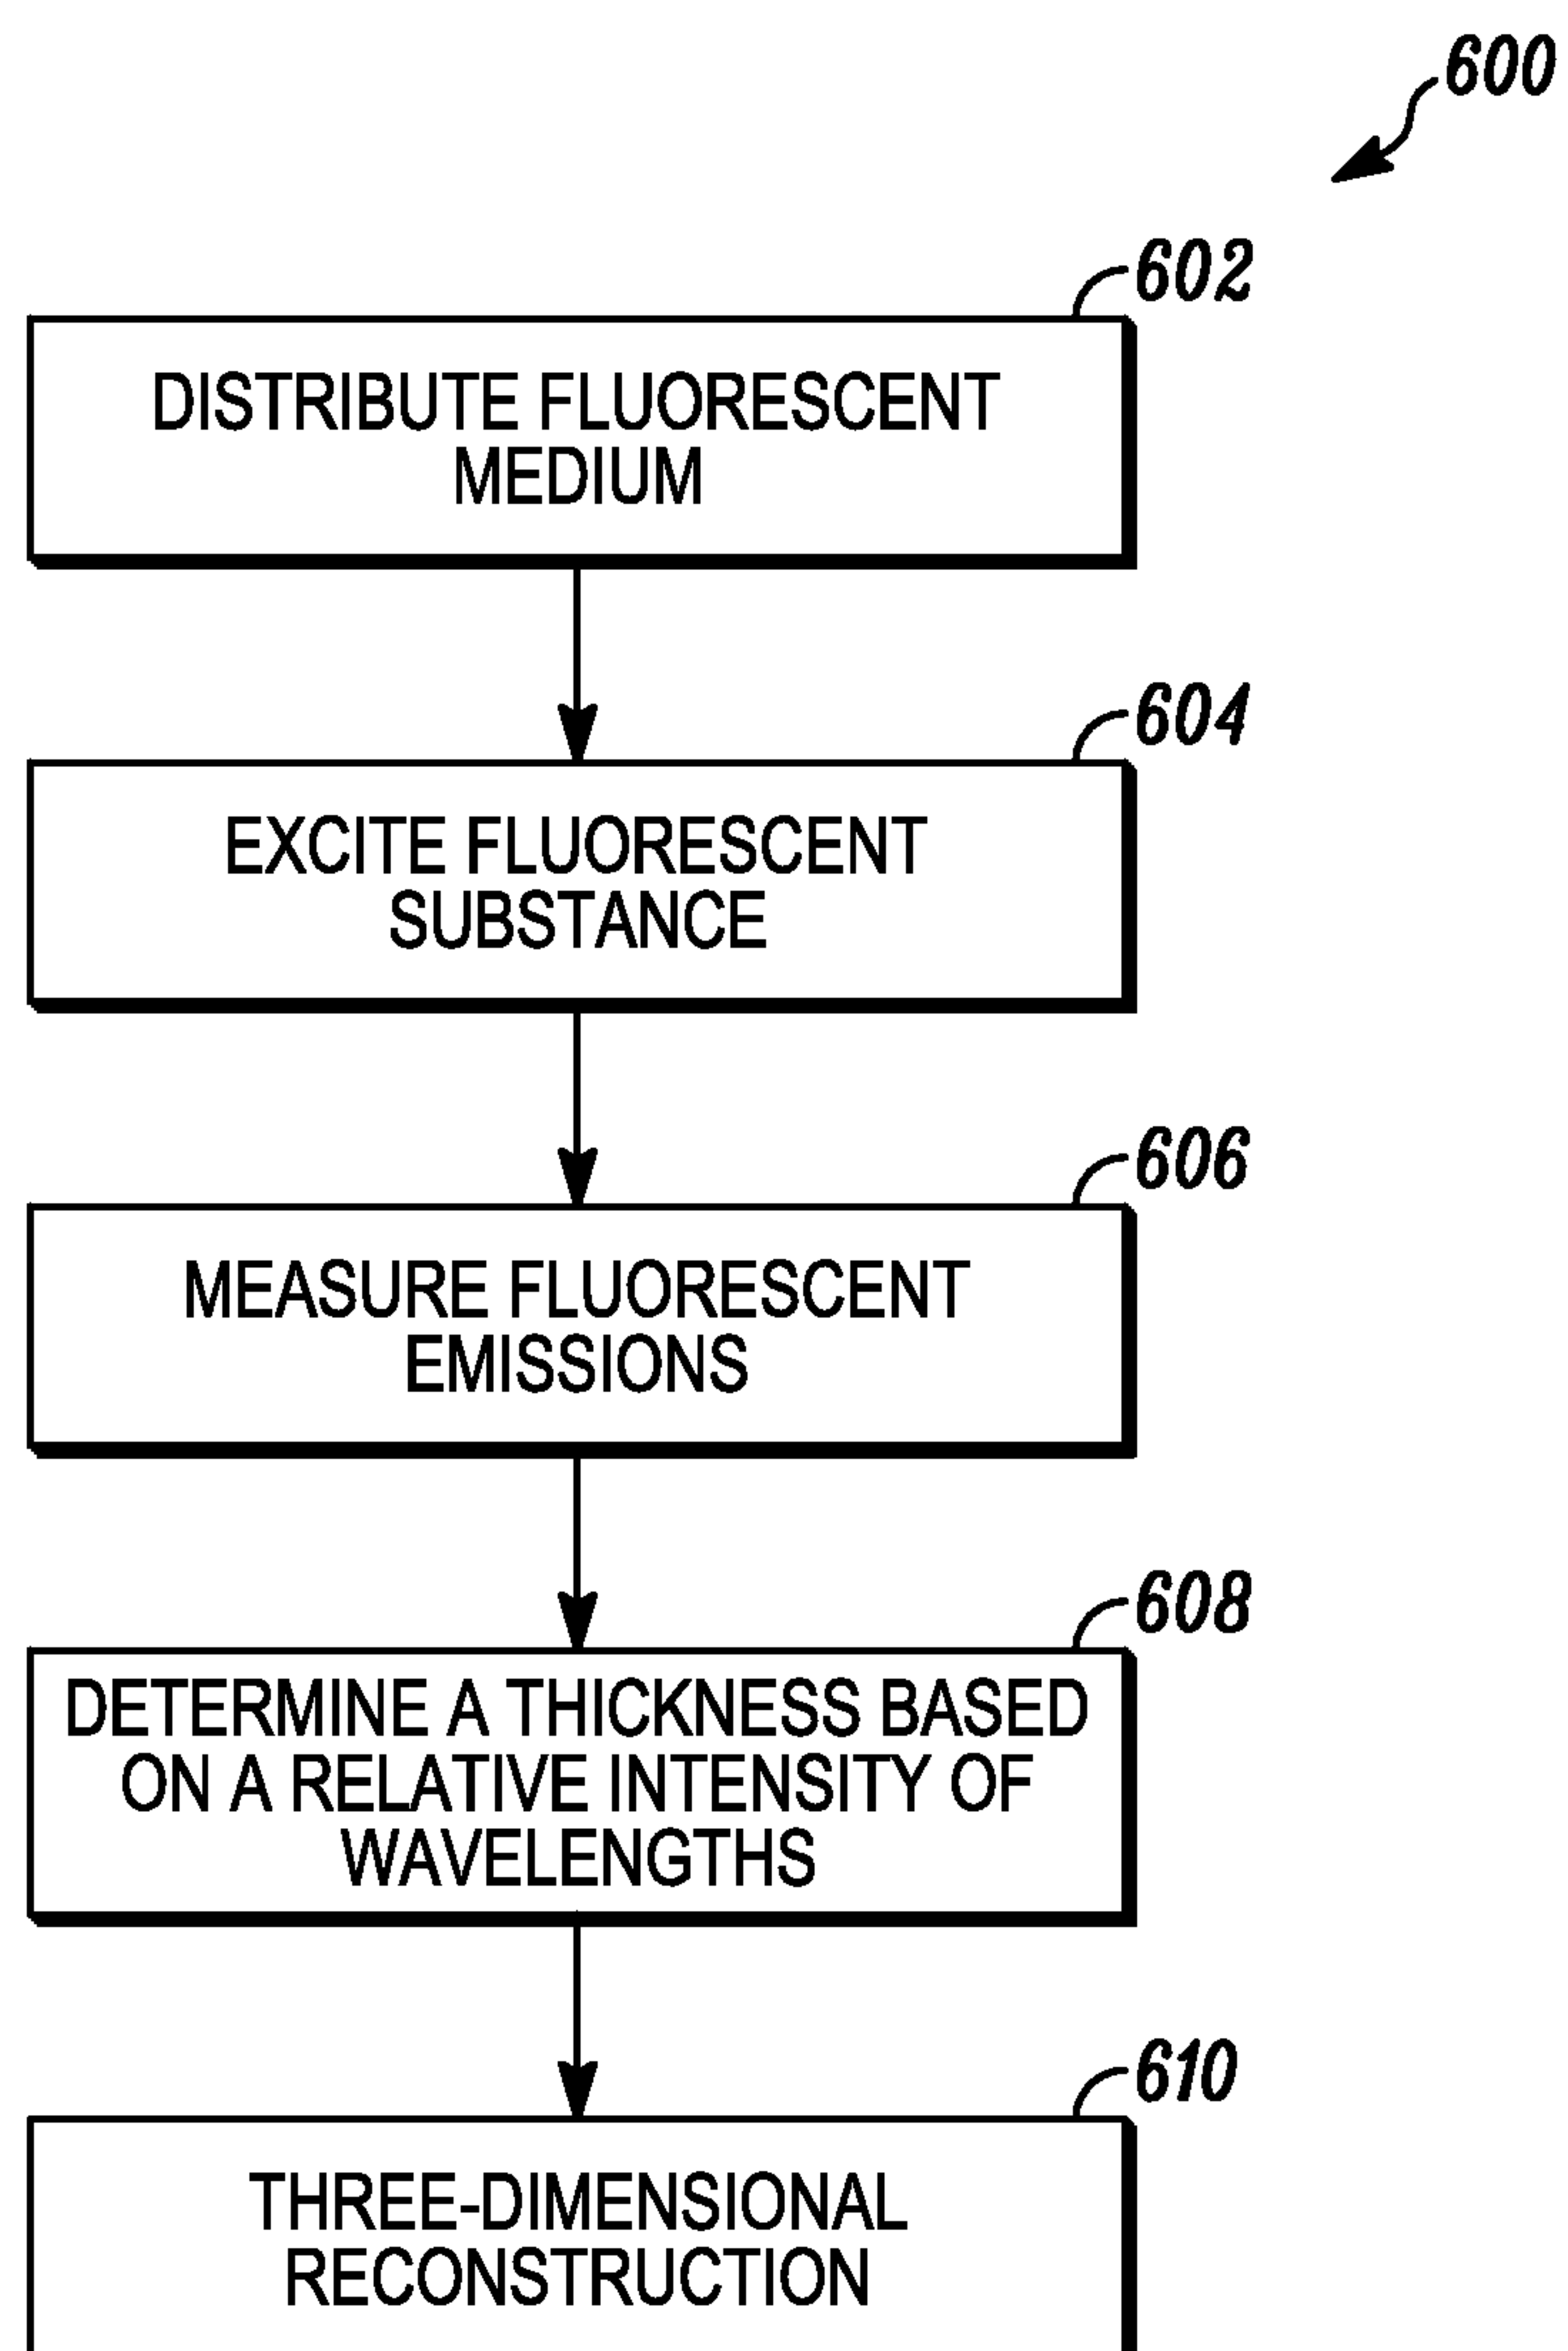 600
602
DISTRIBUTE FLUORESCENT
MEDIUM
604
EXCITE FLUORESCENT
SUBSTANCE
606
MEASURE FLUORESCENT
EMISSIONS
608
DETERMINE A THICKNESS BASED
ON A RELATIVE INTENSITY OF
WAVELENGTHS
610
THREE-DIMENSIONAL
RECONSTRUCTION